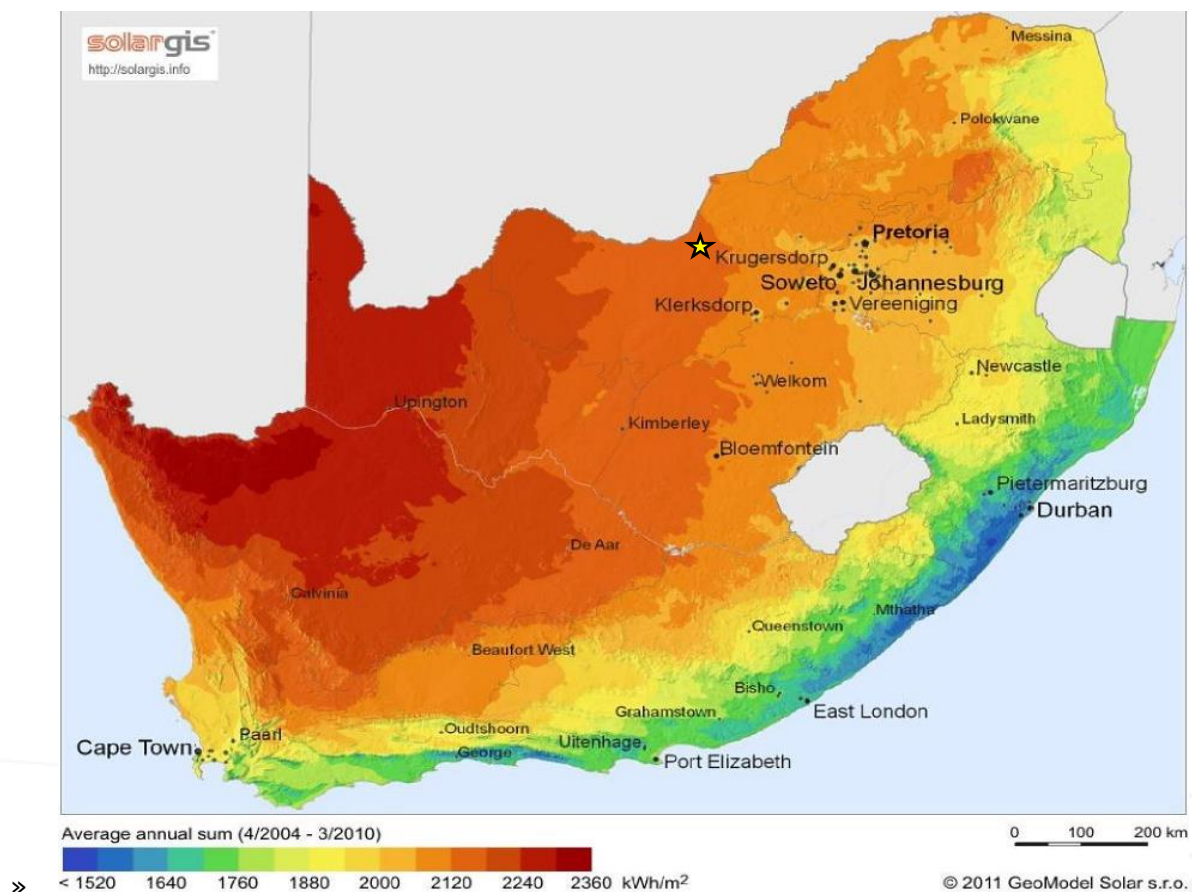 solargis
http://solargis.info
Messina
Polokwane
Pretoria
Krugersdorp
Soweto
Johannesburg
Klerksdorp
Vereeniging
Welkom
Newcastle
Upington
Kimberley
Ladysmith
Bloemfontein
Pietermaritzburg
Durban
De Aar
Calvinia
Mthatha
Queenstown
Beaufort West
Bisho
Grahamstown
East London
Oudtshoorn
Paarl
Cape Town
George
Uitenhage
Port Elizabeth
Average annual sum (4/2004 - 3/2010)
0 100 200 km
< 1520 1640 1760 1880 2000 2120 2240 2360 kWh/m²
© 2011 GeoModel Solar s.r.o.
»